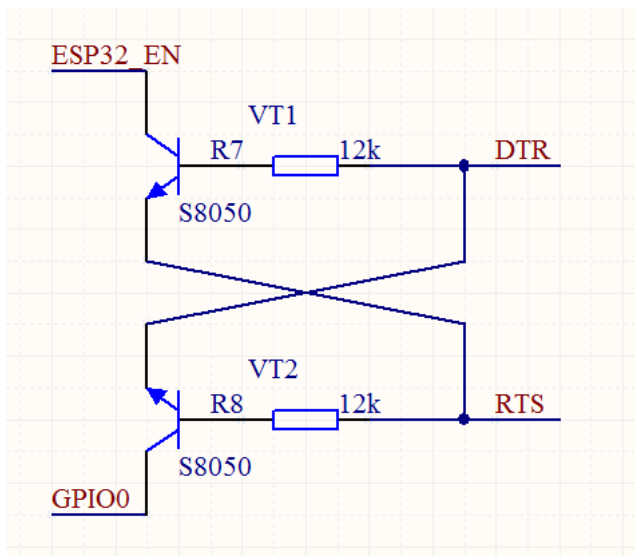 ESP32_EN
VT1
R7
12k
DTR
S8050
VT2
R8
12k
RTS
S8050
GPIO0